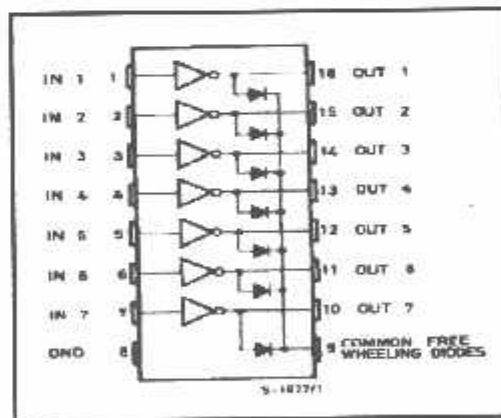 IN 1 1 16 OUT 1
IN 2 2 15 OUT 2
IN 3 3 14 OUT 3
IN 4 4 13 OUT 4
IN 5 5 12 OUT 5
IN 6 6 11 OUT 6
IN 7 7 10 OUT 7
GND 8 9 COMMON FREE
WHEELING DIODES